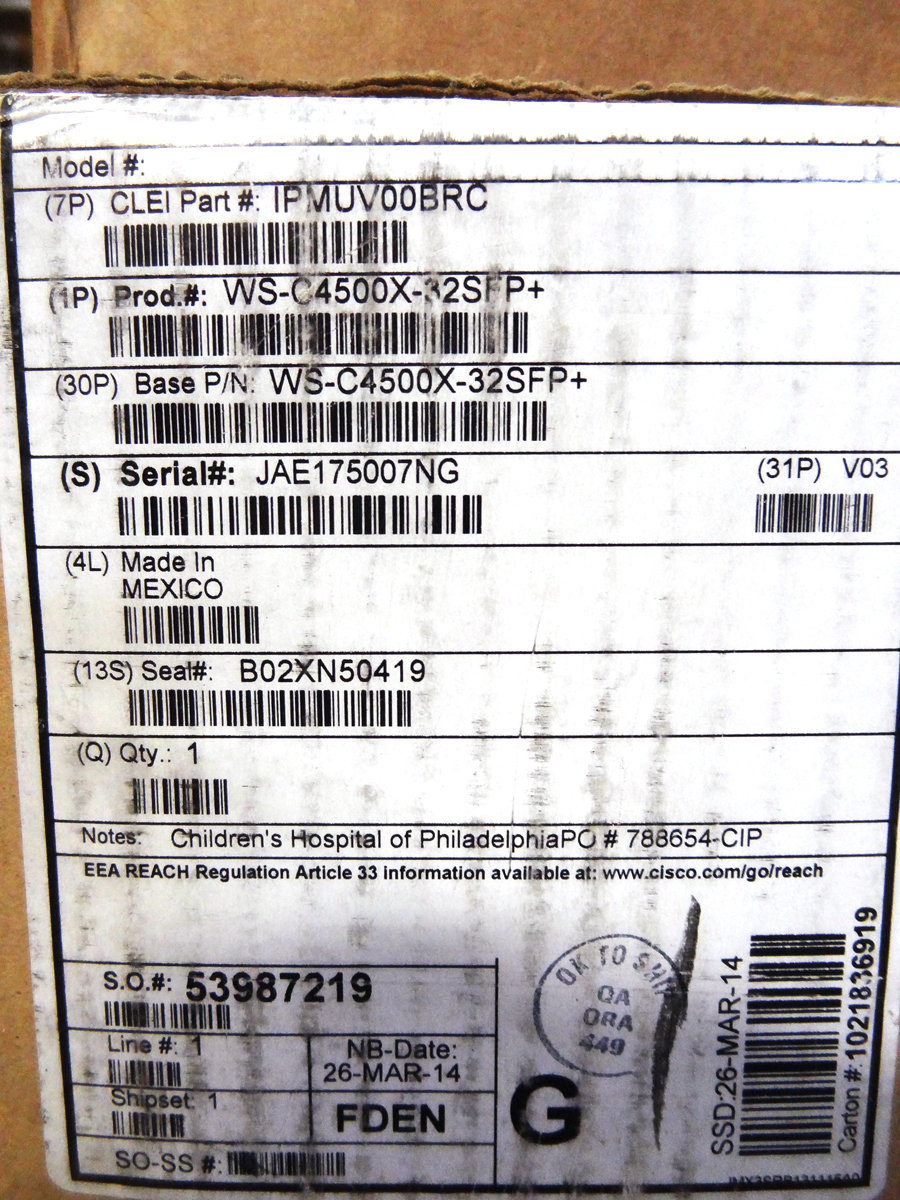 Model #:
(7P) CLEI Part #: IPMUV00BRC
(1P) Prod.#: WS-C4500X-32SFP+
(30P) Base P/N: WS-C4500X-32SFP+
(S) Serial#: JAE175007NG
(31P) V03
(4L) Made In
MEXICO
(13S) Seal#: B02XN50419
(Q) Qty.: 1
Notes: Children's Hospital of PhiladelphiaPO # 788654-CIP
EEA REACH Regulation Article 33 information available at: www.cisco.com/go/reach
S.O.#: 53987219
Line #: 1
NB-Date:
26-MAR-14
Shipset: 1
FDEN
SO-SS #:
OK TO SHIP
QA
ORA
449
G
SSD:26-MAR-14
Carton #:1021836919